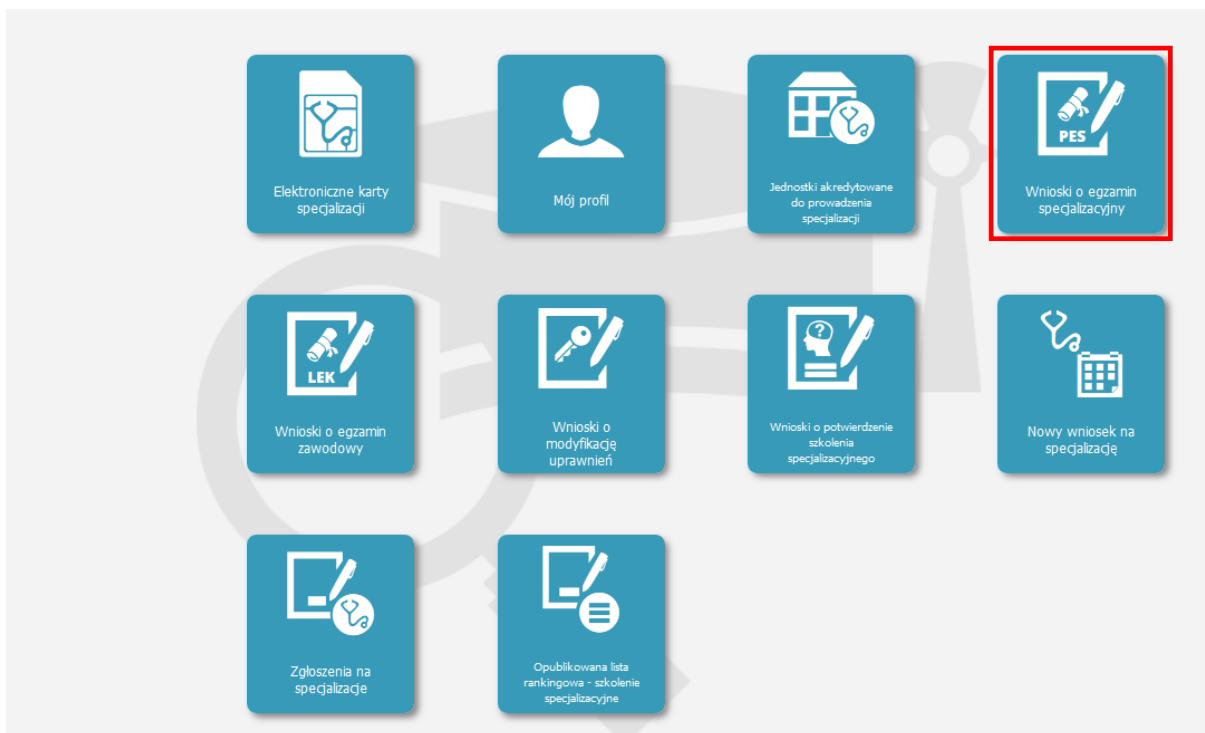 Elektroniczne karty
specjalizacji
Mój profil
Jednostki akredytowane
do prowadzenia
specjalizacji
PES
Wnioski o egzamin
specjalizacyjny
LEK
Wnioski o egzamin
zawodowy
Wnioski o
modyfikację
uprawnień
?
Wnioski o potwierdzenie
szkolenia
specjalizacyjnego
Nowy wniosek na
specjalizację
Zgłoszenia na
specjalizacje
Opublikowana lista
rankingowa - szkolenie
specjalizacyjne